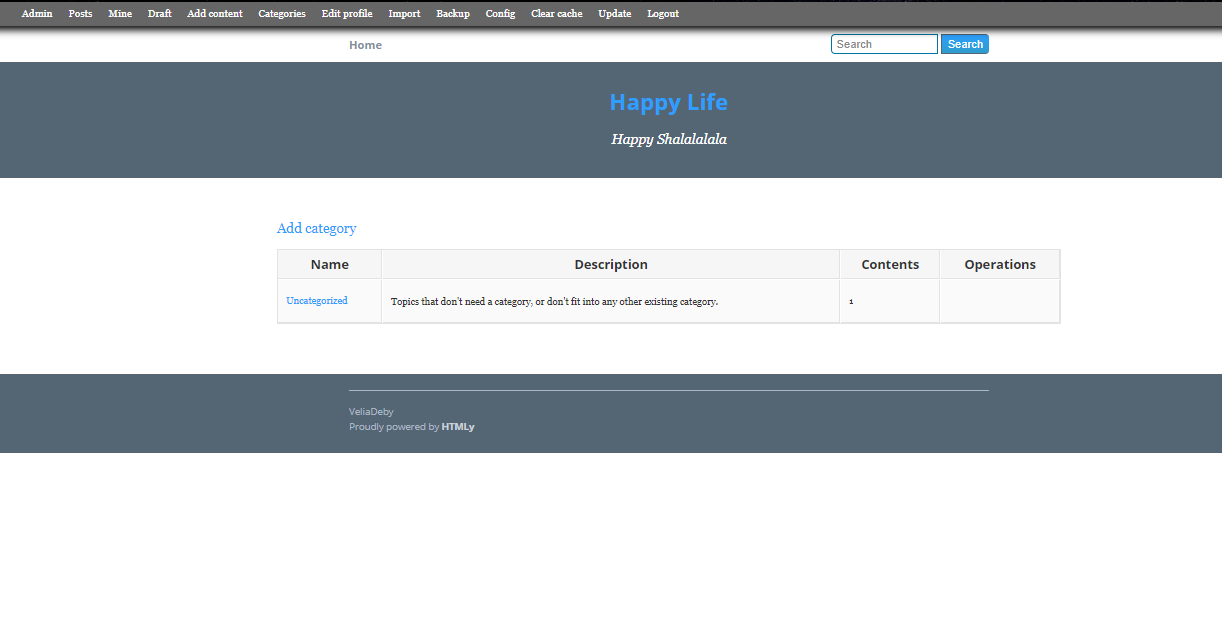 Admin Posts Mine Draft Add content Categories Edit profile Import Backup Config Clear cache Update Logout
Home Search Search
Happy Life
Happy Shalalalala
Add category
Name Description Contents Operations
Uncategorized Topics that don't need a category, or don't fit into any other existing category. 1
VeliaDeby
Proudly powered by HTMLy